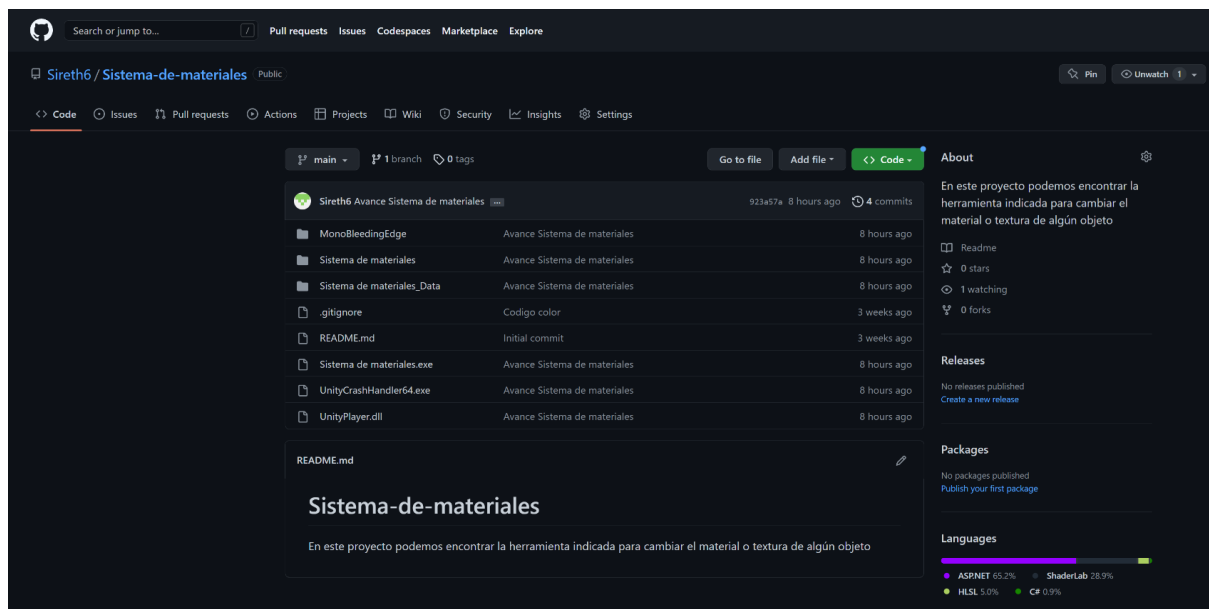 Search or jump to... / Pull requests Issues Codespaces Marketplace Explore
Sireth6 / Sistema-de-materiales Public Pin Unwatch 1
Code Issues Pull requests Actions Projects Wiki Security Insights Settings
main 1 branch 0 tags Go to file Add file Code
Sireth6 Avance Sistema de materiales ... 923a57a 8 hours ago 4 commits
MonoBleedingEdge Avance Sistema de materiales 8 hours ago
Sistema de materiales Avance Sistema de materiales 8 hours ago
Sistema de materiales_Data Avance Sistema de materiales 8 hours ago
.gitignore Codigo color 3 weeks ago
README.md Initial commit 3 weeks ago
Sistema de materiales.exe Avance Sistema de materiales 8 hours ago
UnityCrashHandler64.exe Avance Sistema de materiales 8 hours ago
UnityPlayer.dll Avance Sistema de materiales 8 hours ago
README.md
Sistema-de-materiales
En este proyecto podemos encontrar la herramienta indicada para cambiar el material o textura de algún objeto
About
En este proyecto podemos encontrar la
herramienta indicada para cambiar el
material o textura de algún objeto
Readme
0 stars
1 watching
0 forks
Releases
No releases published
Create a new release
Packages
No packages published
Publish your first package
Languages
ASP.NET 65.2% ShaderLab 28.9%
HLSL 5.0% C# 0.9%